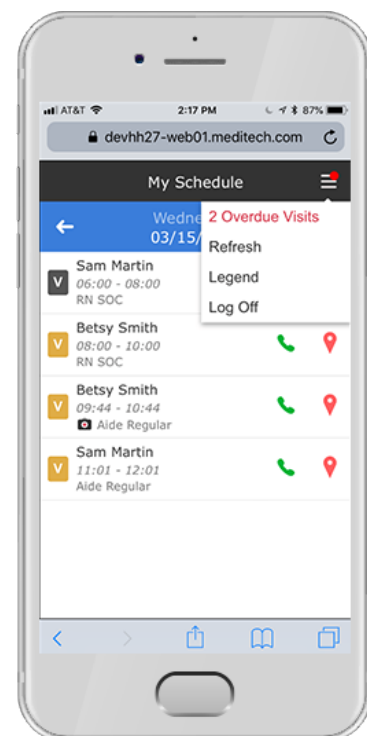 AT&T 2:17 PM 87%
devhh27-web01.meditech.com
My Schedule
Wedne
03/15/
2 Overdue Visits
Refresh
Legend
Log Off
V Sam Martin
06:00 - 08:00
RN SOC
V Betsy Smith
08:00 - 10:00
RN SOC
V Betsy Smith
09:44 - 10:44
Aide Regular
V Sam Martin
11:01 - 12:01
Aide Regular